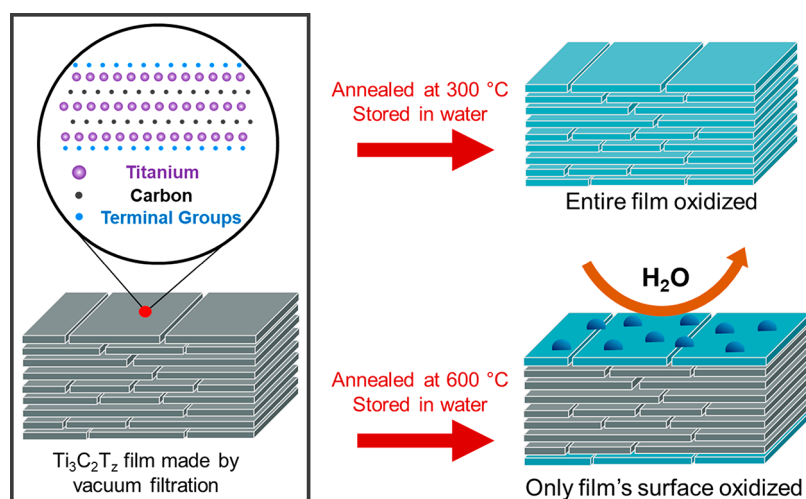 Titanium
Carbon
Terminal Groups
Ti₃C₂T_z film made by
vacuum filtration
Annealed at 300 °C
Stored in water
Entire film oxidized
H₂O
Annealed at 600 °C
Stored in water
Only film's surface oxidized